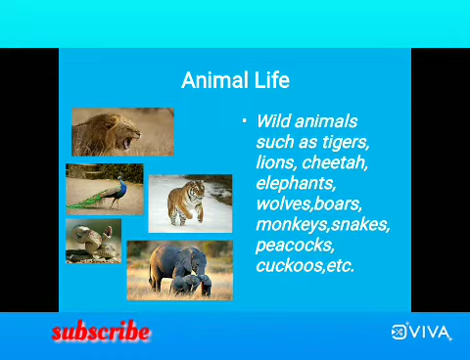 Animal Life
• Wild animals
such as tigers,
lions, cheetah,
elephants,
wolves,boars,
monkeys,snakes,
peacocks,
cuckoos,etc.
subscribe
VIVA